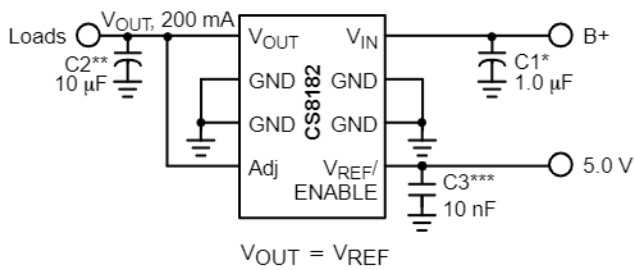 VOUT, 200 mA
Loads
C2**
10 μF
VOUT
GND
GND
Adj
CS8182
VIN
GND
GND
VREF/
ENABLE
B+
C1*
1.0 μF
5.0 V
C3***
10 nF
VOUT = VREF